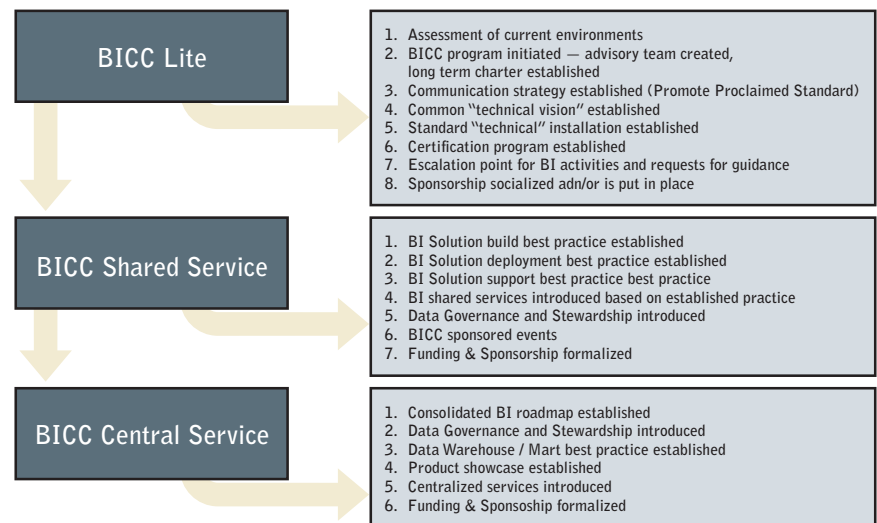 BICC Lite
1. Assessment of current environments
2. BICC program initiated — advisory team created,
long term charter established
3. Communication strategy established (Promote Proclaimed Standard)
4. Common “technical vision” established
5. Standard “technical” installation established
6. Certification program established
7. Escalation point for BI activities and requests for guidance
8. Sponsorship socialized adn/or is put in place
BICC Shared Service
1. BI Solution build best practice established
2. BI Solution deployment best practice established
3. BI Solution support best practice best practice
4. BI shared services introduced based on established practice
5. Data Governance and Stewardship introduced
6. BICC sponsored events
7. Funding & Sponsorship formalized
BICC Central Service
1. Consolidated BI roadmap established
2. Data Governance and Stewardship introduced
3. Data Warehouse / Mart best practice established
4. Product showcase established
5. Centralized services introduced
6. Funding & Sponsoship formalized